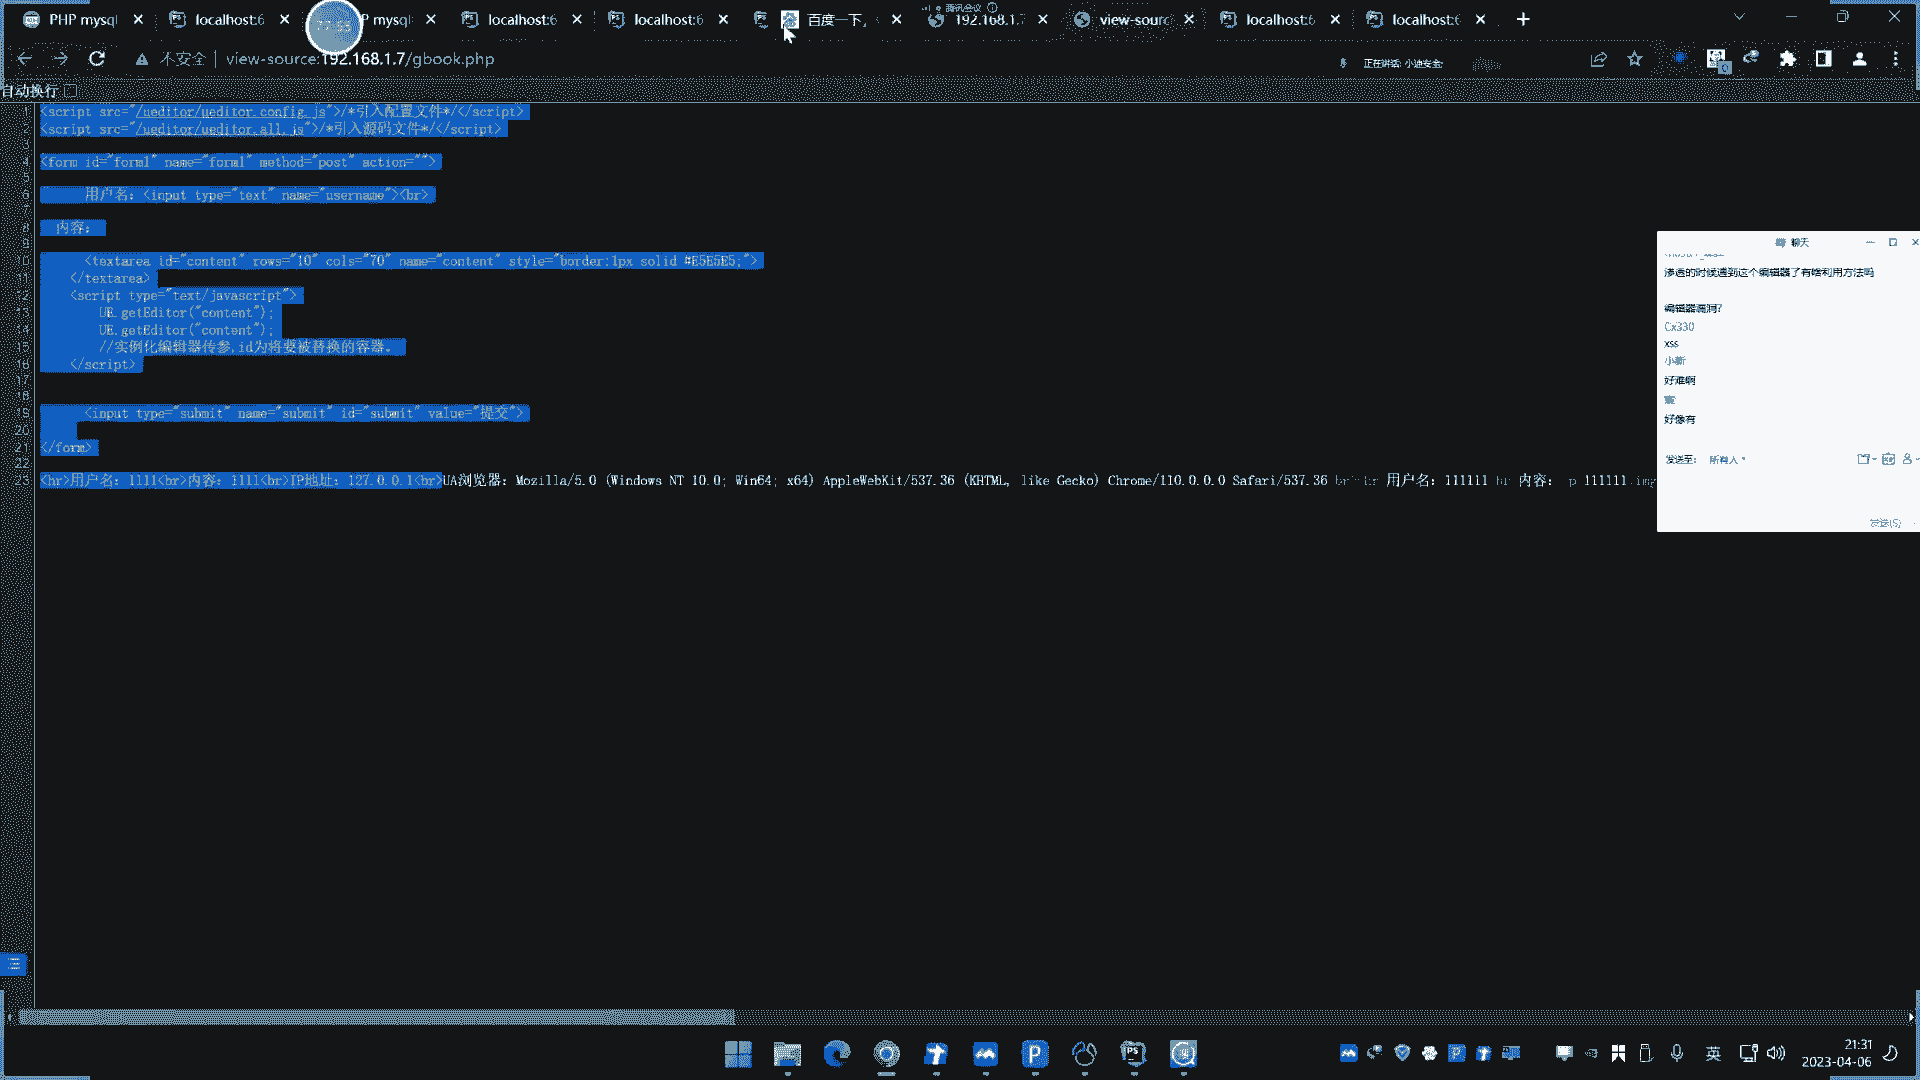 PHP mysql
localhost:6
P mysql
localhost:6
localhost:6
百度一下,
192.168.1.7
view-sourc
localhost:6
localhost:6
腾讯会议
不安全
view-source:192.168.1.7/gbook.php
正在讲话: 小迪安全:
自动换行
1 <script src="/ueditor/ueditor.config.js">/*引入配置文件*/</script>
2 <script src="/ueditor/ueditor.all.js">/*引入源码文件*/</script>
3
4 <form id="form1" name="form1" method="post" action="">
5
6 用户名: <input type="text" name="username"><br>
7
8 内容:
9
10 <textarea id="content" rows="10" cols="70" name="content" style="border:1px solid #E5E5E5;">
11 </textarea>
12 <script type="text/javascript">
13 UE.getEditor("content");
14 UE.getEditor("content");
15 //实例化编辑器传参,id为将要被替换的容器。
16 </script>
17
18
19 <input type="submit" name="submit" id="submit" value="提交">
20
21 </form>
22
23 <hr>用户名: 1111<br>内容: 1111<br>IP地址: 127.0.0.1<br>UA浏览器: Mozilla/5.0 (Windows NT 10.0; Win64; x64) AppleWebKit/537.36 (KHTML, like Gecko) Chrome/110.0.0.0 Safari/537.36 br hr 用户名: 111111 br 内容: p 111111 img
聊天
渗透的时候遇到这个编辑器了有啥利用方法吗
编辑器漏洞?
Cx330
xss
小新
好难啊
好像有
发送至: 所有人
发送(S)
英
21:31
2023-04-06